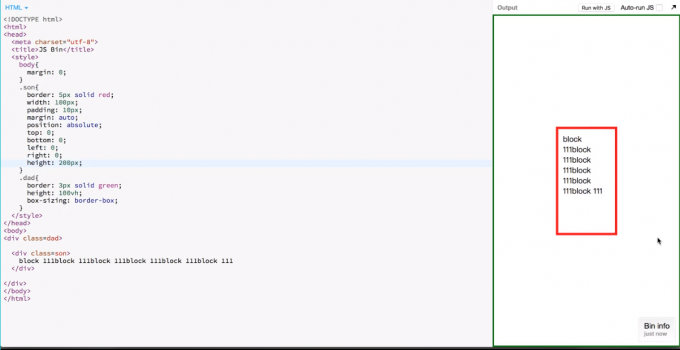 HTML
Output
Run with JS
Auto-run JS
<!DOCTYPE html>
<html>
<head>
<meta charset="utf-8">
<title>JS Bin</title>
<style>
body{
margin: 0;
}
.son{
border: 5px solid red;
width: 100px;
padding: 10px;
margin: auto;
position: absolute;
top: 0;
bottom: 0;
left: 0;
right: 0;
height: 200px;
}
.dad{
border: 3px solid green;
height: 100vh;
box-sizing: border-box;
}
</style>
</head>
<body>
<div class=dad>
<div class=son>
block 111block 111block 111block 111block 111block 111
</div>
</div>
</body>
</html>
block
111block
111block
111block
111block
111block 111
Bin info
just now